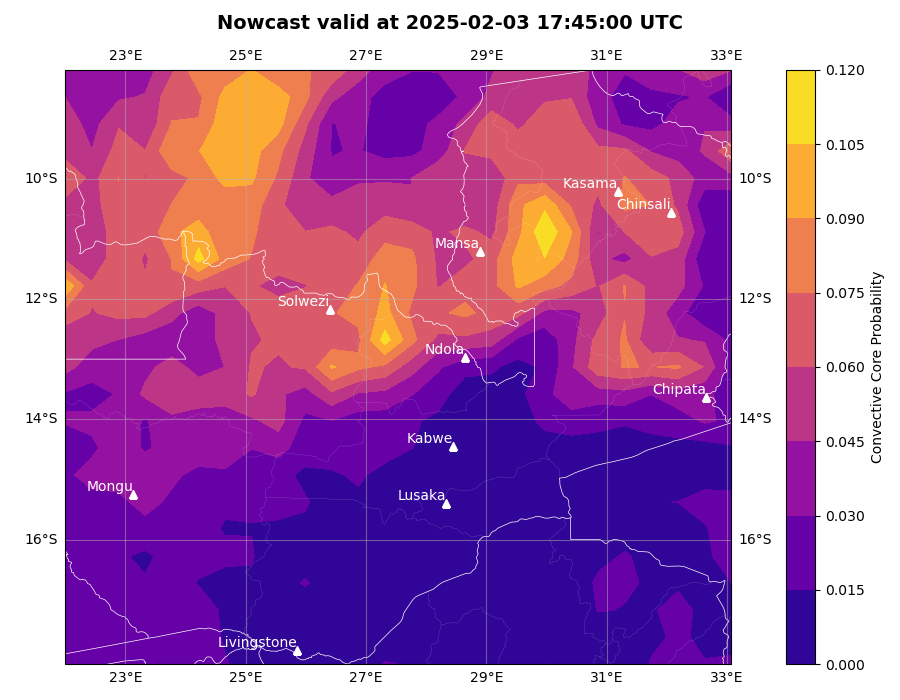 Nowcast valid at 2025-02-03 17:45:00 UTC
23°E 25°E 27°E 29°E 31°E 33°E
0.120
0.105
10°S Kasama 10°S
Chinsali
0.090
Mansa
0.075
12°S Solwezi 12°S
Ndola
0.060
Chipata
14°S 14°S
Kabwe
0.045
Mongu
Lusaka
0.030
16°S 16°S
0.015
Livingstone
0.000
23°E 25°E 27°E 29°E 31°E 33°E
Convective Core Probability